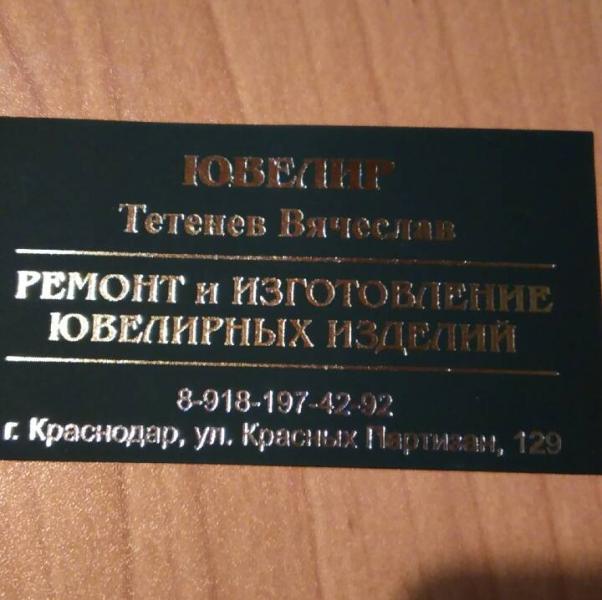 ЮВЕЛИР
Тетенев Вячеслав
РЕМОНТ и ИЗГОТОВЛЕНИЕ
ЮВЕЛИРНЫХ ИЗДЕЛИЙ
8-918-197-42-92
г. Краснодар, ул. Красных Партизан, 129